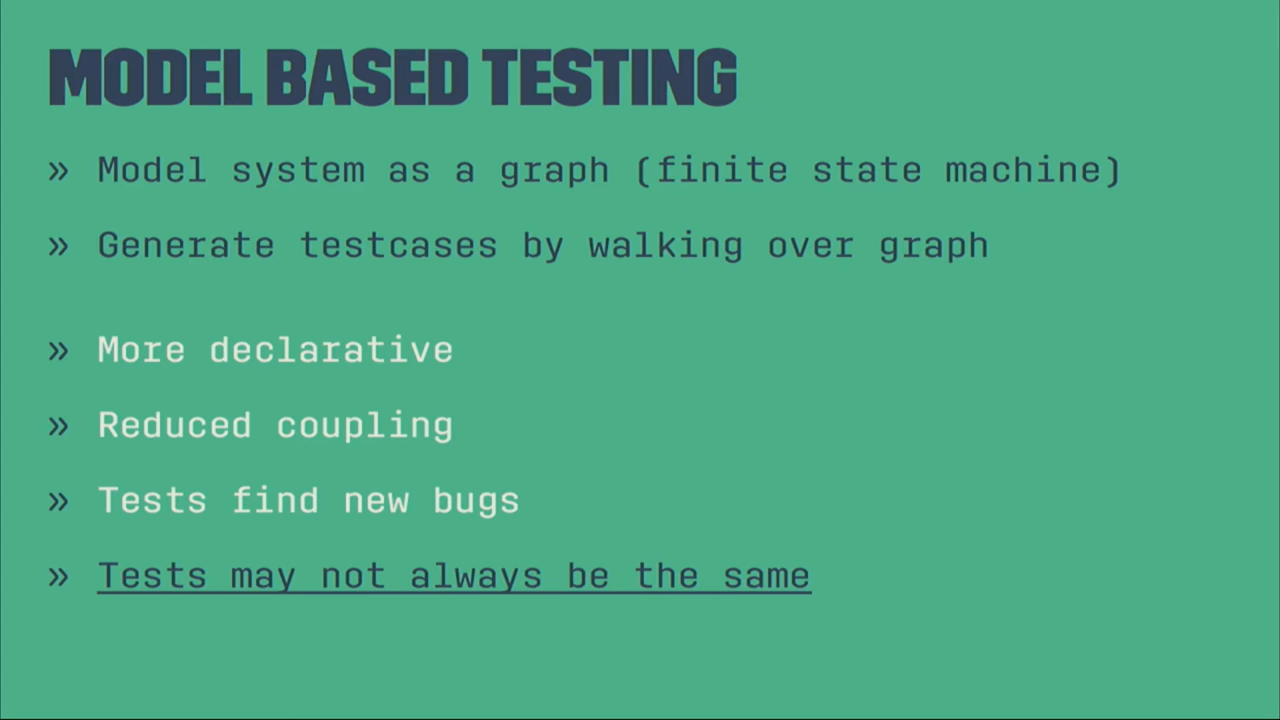 MODEL BASED TESTING
» Model system as a graph (finite state machine)
» Generate testcases by walking over graph
» More declarative
» Reduced coupling
» Tests find new bugs
» Tests may not always be the same